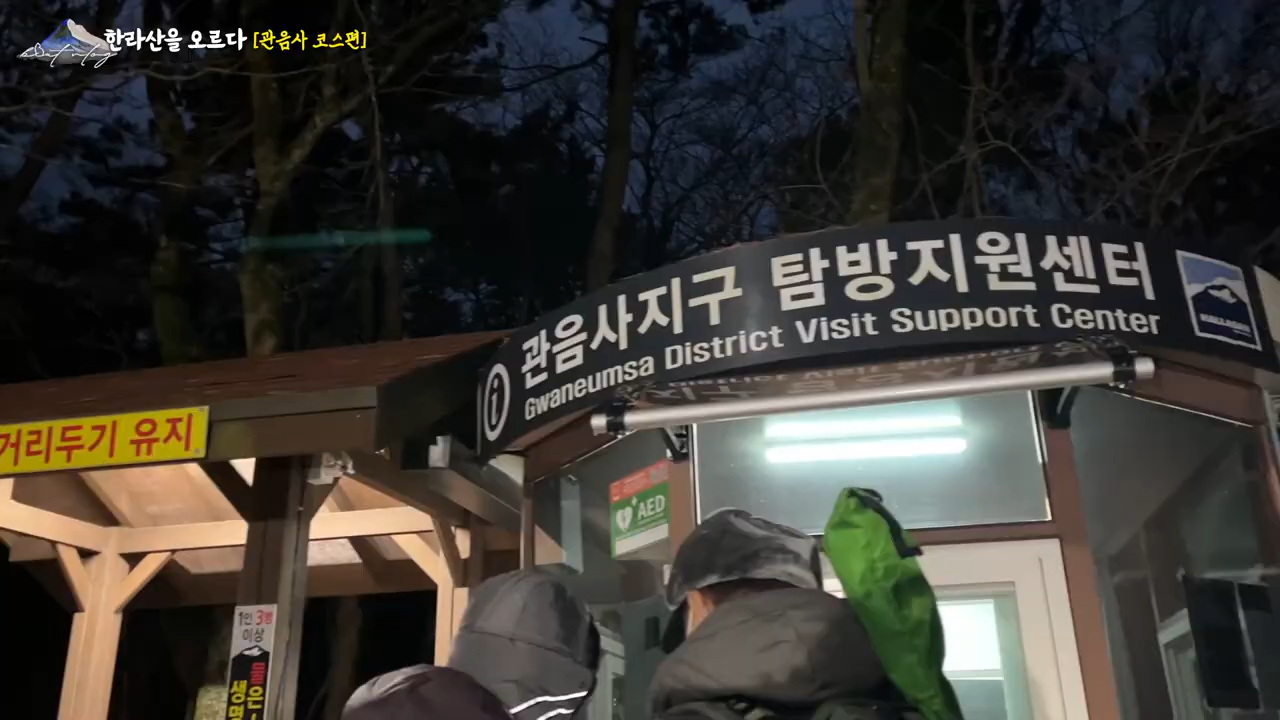 한라산을 오르다 [관음사 코스편]
관음사지구 탐방지원센터
i Gwaneumsa District Visit Support Center
HALLASAN
거리두기 유지
AED
1인 3병
이상